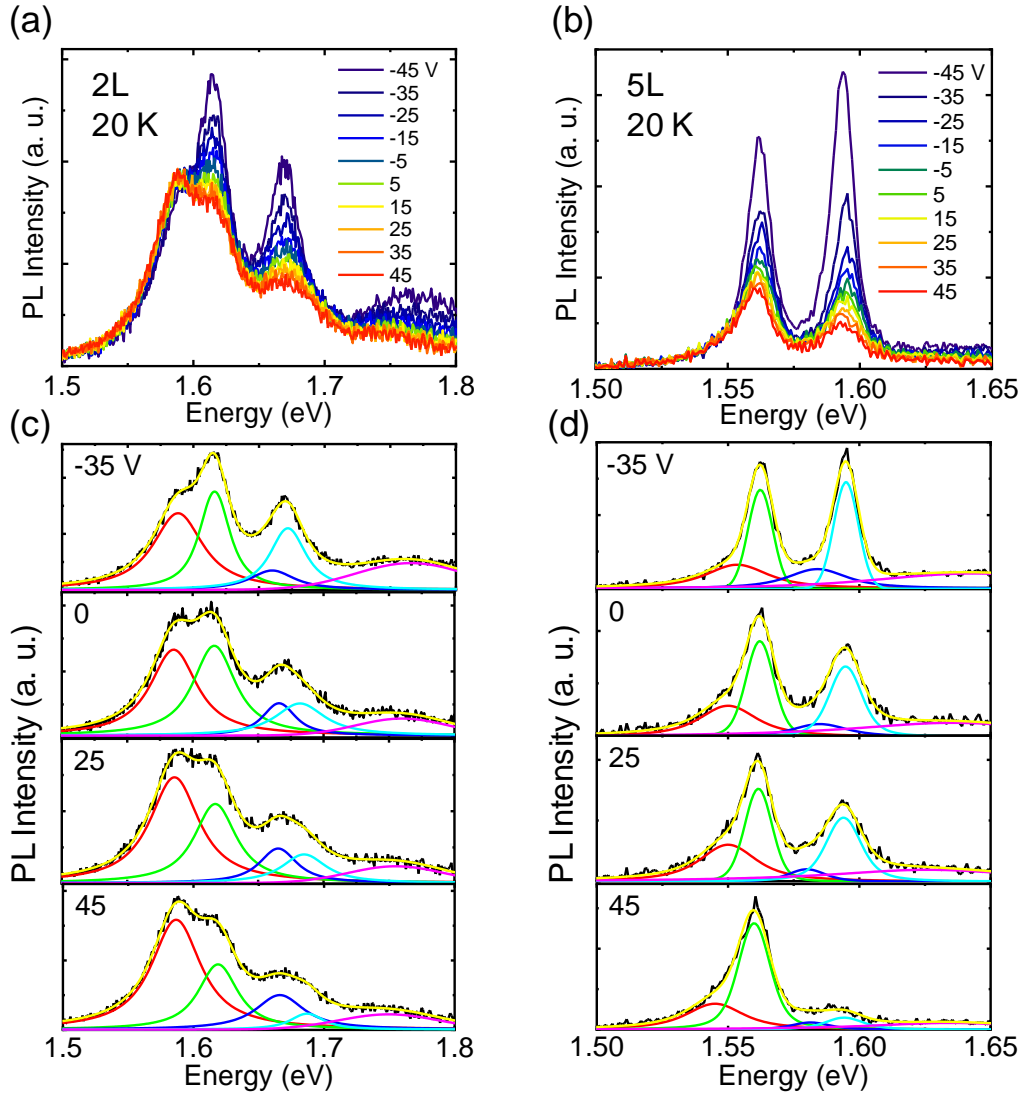 (a)
2L
20 K
-45 V
-35
-25
-15
-5
5
15
25
35
45
PL Intensity (a. u.)
1.5 1.6 1.7 1.8
Energy (eV)
(b)
5L
20 K
-45 V
-35
-25
-15
-5
5
15
25
35
45
PL Intensity (a. u.)
1.50 1.55 1.60 1.65
Energy (eV)
(c)
-35 V
0
25
45
PL Intensity (a. u.)
1.5 1.6 1.7 1.8
Energy (eV)
(d)
-35 V
0
25
45
PL Intensity (a. u.)
1.50 1.55 1.60 1.65
Energy (eV)